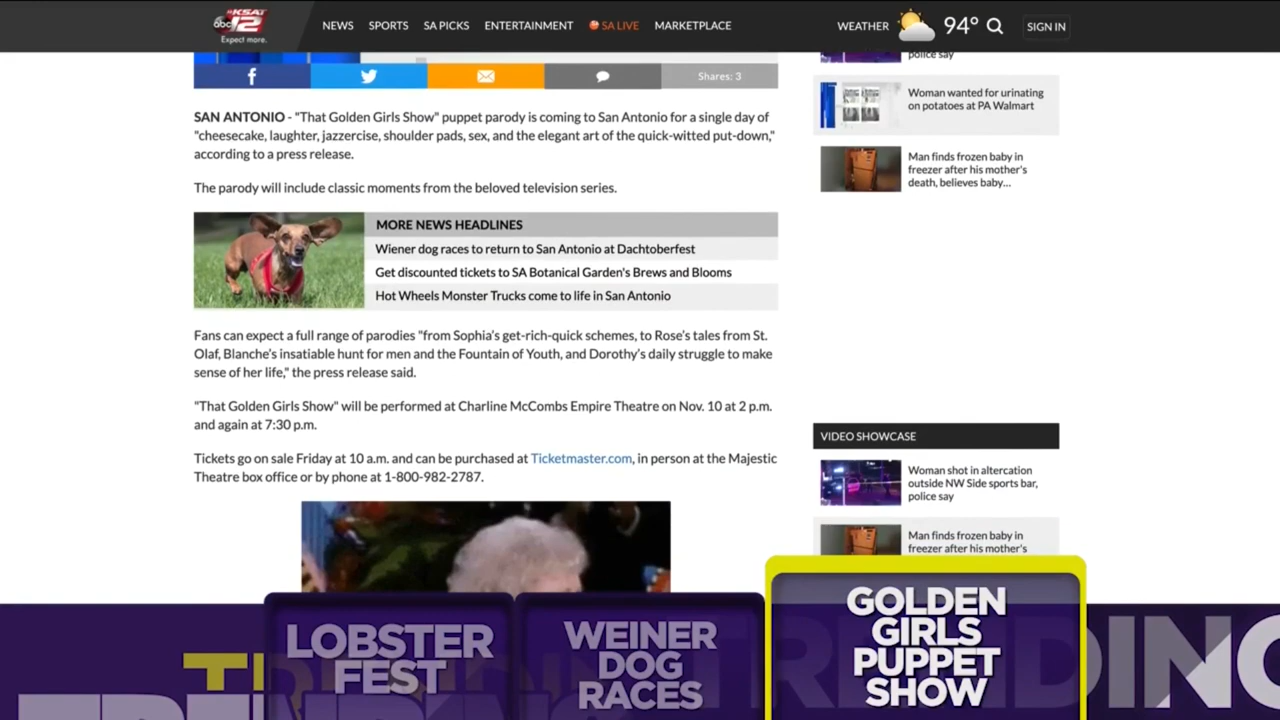 abc KSAT 12
Expect more.
NEWS SPORTS SA PICKS ENTERTAINMENT SA LIVE MARKETPLACE
WEATHER 94° SIGN IN
Shares: 3
SAN ANTONIO - "That Golden Girls Show" puppet parody is coming to San Antonio for a single day of
"cheesecake, laughter, jazzercise, shoulder pads, sex, and the elegant art of the quick-witted put-down,"
according to a press release.
The parody will include classic moments from the beloved television series.
MORE NEWS HEADLINES
Wiener dog races to return to San Antonio at Dachtoberfest
Get discounted tickets to SA Botanical Garden's Brews and Blooms
Hot Wheels Monster Trucks come to life in San Antonio
Fans can expect a full range of parodies "from Sophia's get-rich-quick schemes, to Rose's tales from St.
Olaf, Blanche's insatiable hunt for men and the Fountain of Youth, and Dorothy's daily struggle to make
sense of her life," the press release said.
"That Golden Girls Show" will be performed at Charline McCombs Empire Theatre on Nov. 10 at 2 p.m.
and again at 7:30 p.m.
Tickets go on sale Friday at 10 a.m. and can be purchased at Ticketmaster.com, in person at the Majestic
Theatre box office or by phone at 1-800-982-2787.
police say
Woman wanted for urinating
on potatoes at PA Walmart
Man finds frozen baby in
freezer after his mother's
death, believes baby...
VIDEO SHOWCASE
Woman shot in altercation
outside NW Side sports bar,
police say
Man finds frozen baby in
freezer after his mother's
LOBSTER
FEST
WEINER
DOG
RACES
GOLDEN
GIRLS
PUPPET
SHOW
TRENDING